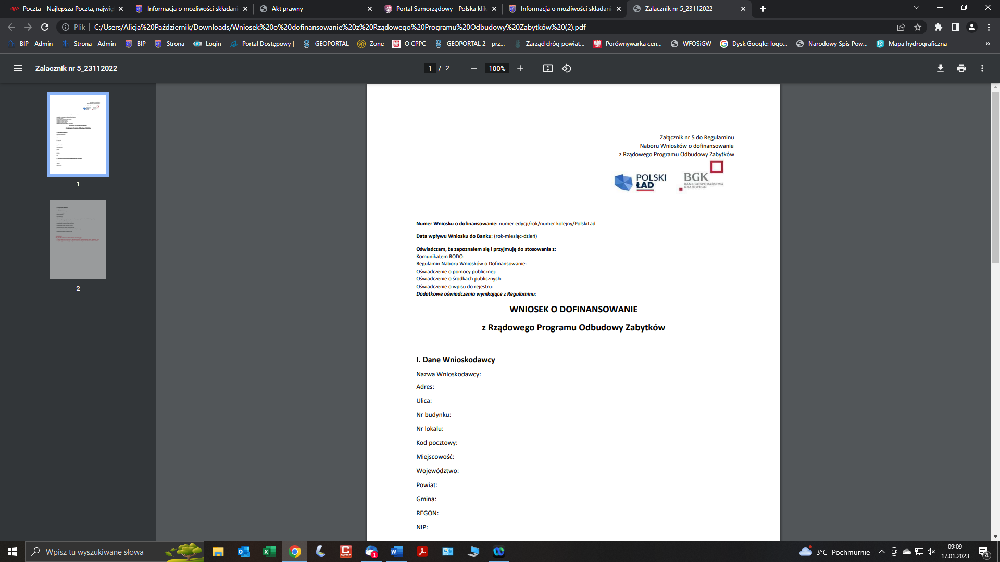 Poczta - Najlepsza Poczta, najwię
Informacja o możliwości składani
Akt prawny
Portal Samorządowy - Polska klik
Informacja o możliwości składani
Zalacznik nr 5_23112022
Plik
C:/Users/Alicja%20Październik/Downloads/Wniosek%20o%20dofinansowanie%20z%20Rządowego%20Programu%20Odbudowy%20Zabytków%20(2).pdf
BIP - Admin
Strona - Admin
BIP
Strona
Login
Portal Dostępowy |
GEOPORTAL
Zone
O CPPC
GEOPORTAL 2 - prz...
Zarząd dróg powiat...
Porównywarka cen...
WFOSiGW
Dysk Google: logo...
Narodowy Spis Pow...
Mapa hydrograficzna
»
Zalacznik nr 5_23112022
1 / 2
100%
1
2
Załącznik nr 5 do Regulaminu
Naboru Wniosków o dofinansowanie
z Rządowego Programu Odbudowy Zabytków
POLSKI
ŁAD
BGK
BANK GOSPODARSTWA
KRAJOWEGO
Numer Wniosku o dofinansowanie: numer edycji/rok/numer kolejny/PolskiLad
Data wpływu Wniosku do Banku: (rok-miesiąc-dzień)
Oświadczam, że zapoznałem się i przyjmuję do stosowania z:
Komunikatem RODO:
Regulamin Naboru Wniosków o Dofinansowanie:
Oświadczenie o pomocy publicznej:
Oświadczenie o środkach publicznych:
Oświadczenie o wpisu do rejestru:
Dodatkowe oświadczenia wynikające z Regulaminu:
WNIOSEK O DOFINANSOWANIE
z Rządowego Programu Odbudowy Zabytków
I. Dane Wnioskodawcy
Nazwa Wnioskodawcy:
Adres:
Ulica:
Nr budynku:
Nr lokalu:
Kod pocztowy:
Miejscowość:
Województwo:
Powiat:
Gmina:
REGON:
NIP:
Wpisz tu wyszukiwane słowa
1
3°C Pochmurnie
09:09
17.01.2023
4